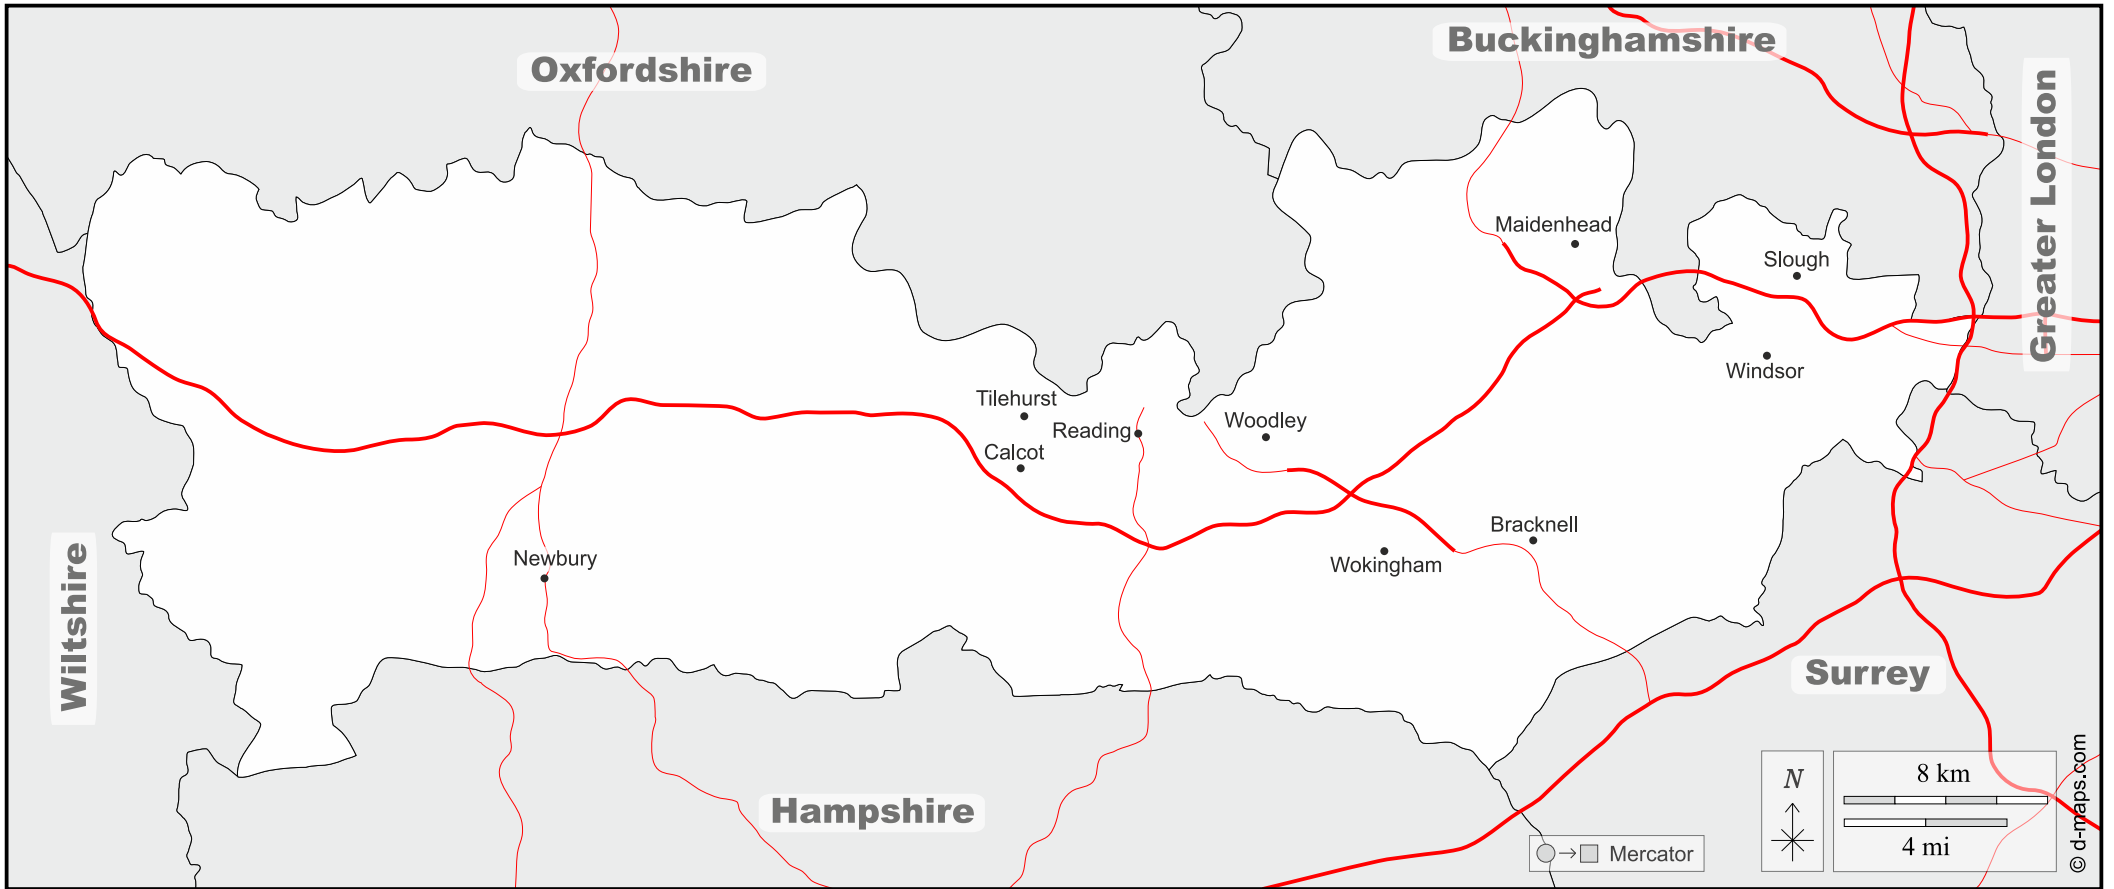 Buckinghamshire
Oxfordshire
Greater London
Maidenhead
Slough
Windsor
Tilehurst
Woodley
Reading
Calcot
Bracknell
Newbury
Wokingham
Wiltshire
Surrey
Hampshire
N
8 km
4 mi
Mercator
© d-maps.com